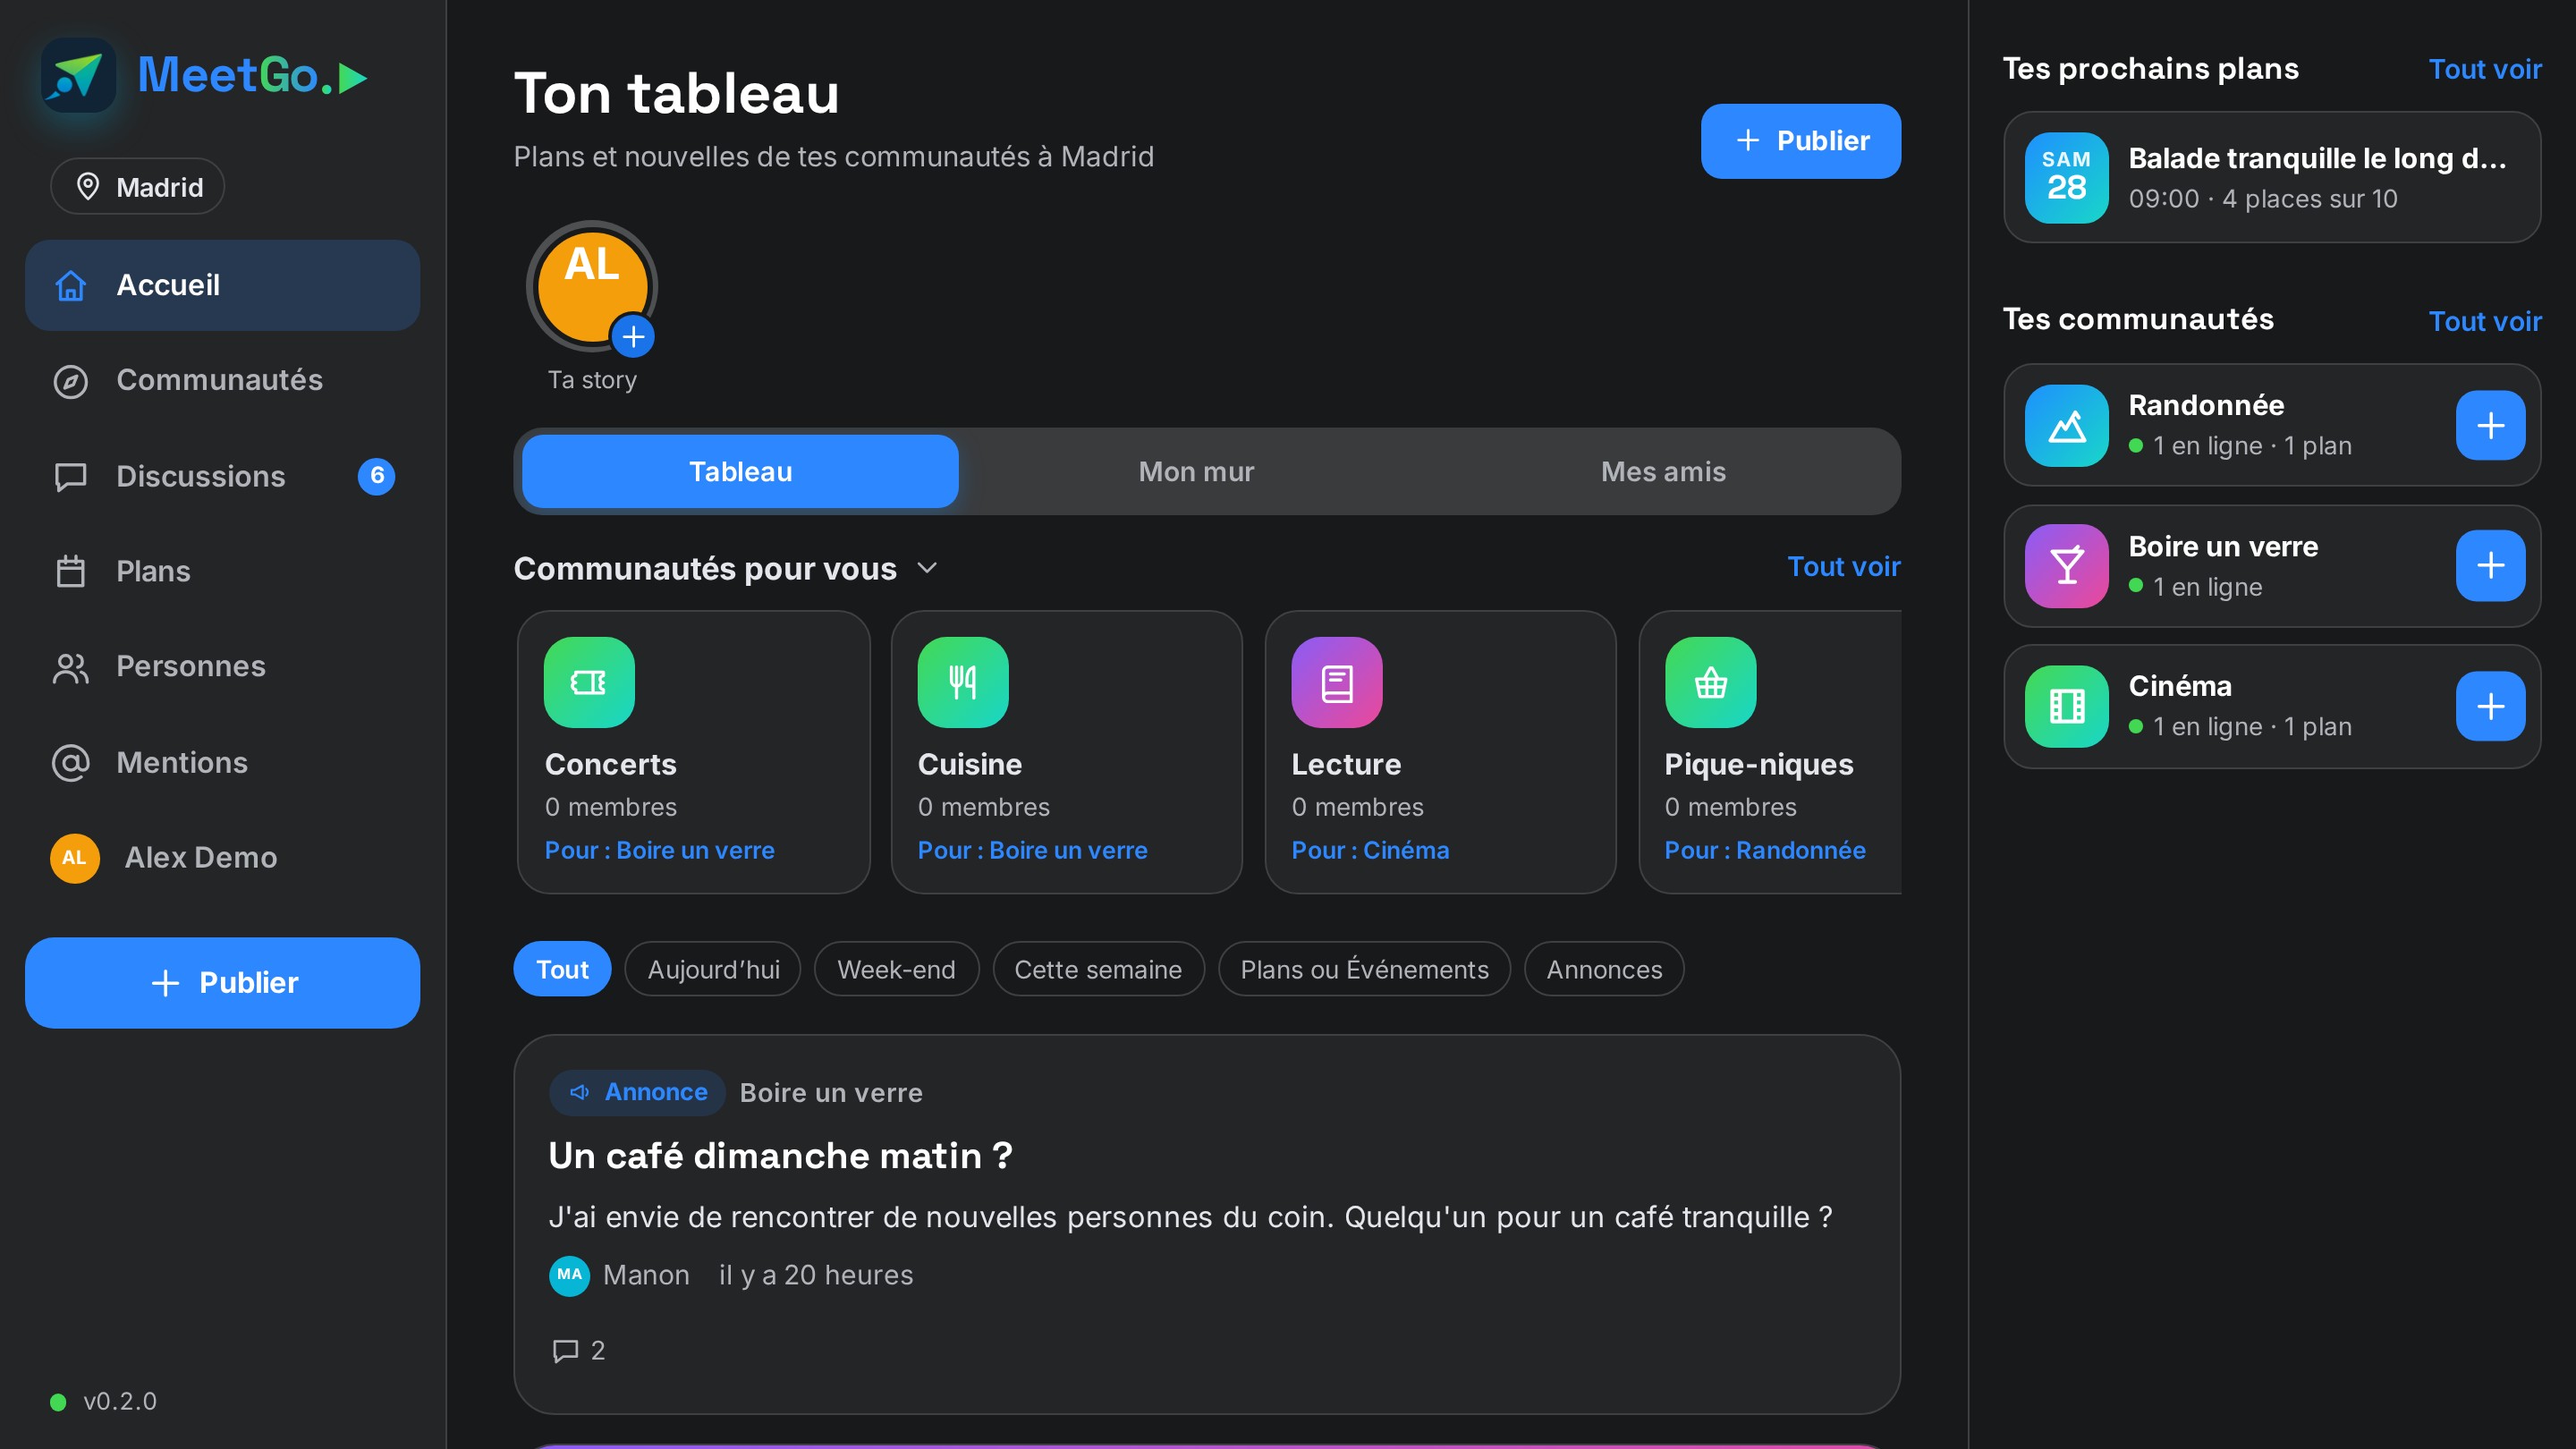 MeetGo.
Madrid
Accueil
Communautés
Discussions 6
Plans
Personnes
Mentions
AL Alex Demo
Publier
v0.2.0
Ton tableau
Plans et nouvelles de tes communautés à Madrid
Publier
AL
Ta story
Tableau Mon mur Mes amis
Communautés pour vous Tout voir
Concerts
0 membres
Pour : Boire un verre
Cuisine
0 membres
Pour : Boire un verre
Lecture
0 membres
Pour : Cinéma
Pique-niques
0 membres
Pour : Randonnée
Tout Aujourd’hui Week-end Cette semaine Plans ou Événements Annonces
Annonce Boire un verre
Un café dimanche matin ?
J'ai envie de rencontrer de nouvelles personnes du coin. Quelqu'un pour un café tranquille ?
MA Manon il y a 20 heures
2
Tes prochains plans Tout voir
SAM
28
Balade tranquille le long d…
09:00 · 4 places sur 10
Tes communautés Tout voir
Randonnée
1 en ligne · 1 plan
Boire un verre
1 en ligne
Cinéma
1 en ligne · 1 plan